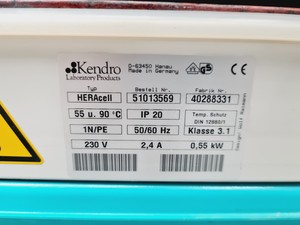 Kendro
Laboratory Products
D-63450 Hanau
Made in Germany
CE
GS
Typ
Bestell Nr.
Fabrik Nr.
HERAcell
51013569
40288331
55 u. 90 °C
IP 20
Temp. Schutz
DIN 12880/1
1N/PE
50/60 Hz
Klasse 3.1
230 V
2,4 A
0,55 kW